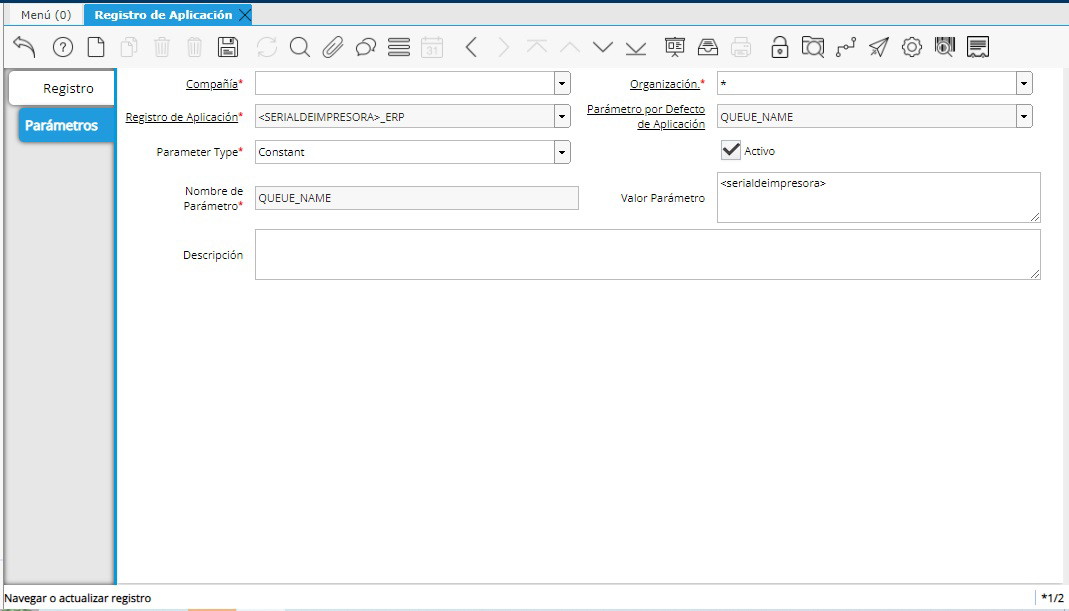 Menú (0)
Registro de Aplicación
31
Registro
Parámetros
Compañía*
Organización.*
*
Registro de Aplicación*
<SERIALDEIMPRESORA>_ERP
Parámetro por Defecto
de Aplicación
QUEUE_NAME
Parameter Type*
Constant
Activo
Nombre de
Parámetro*
QUEUE_NAME
Valor Parámetro
<serialdeimpresora>
Descripción
Navegar o actualizar registro
*1/2